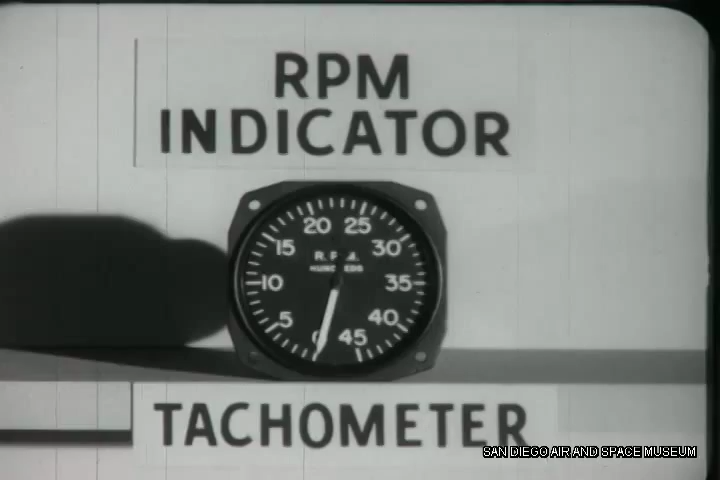 RPM
INDICATOR
20 25
15 30
R.P.M.
HUNDREDS
10 35
5 40
0 45
TACHOMETER
SAN DIEGO AIR AND SPACE MUSEUM